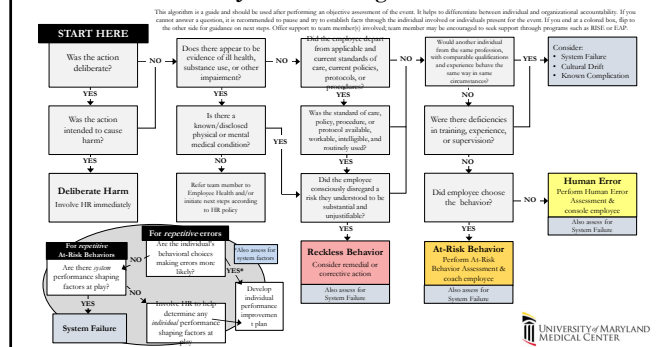 This algorithm is a guide and should be used after performing an objective assessment of the event. It helps to differentiate between individual and organizational accountability. If you
cannot answer a question, it is recommended to pause and try to establish facts through the individual involved or individuals present for the event. If you end at a colored box, flip to
the other side for guidance on next steps. Offer support to team member(s) involved; team member may be encouraged to seek support through programs such as RISE or EAP.
START HERE
Was the action
deliberate?
NO
Does there appear to be
evidence of ill health,
substance use, or other
impairment?
NO
Did the employee depart
from applicable and
current standards of
care, current policies,
protocols, or
procedures?
NO
Would another individual
from the same profession,
with comparable qualifications
and experience behave the
same way in same
circumstances?
YES
Consider:
• System Failure
• Cultural Drift
• Known Complication
YES
YES
YES
NO
Was the action
intended to cause
harm?
Is there a
known/disclosed
physical or mental
medical condition?
YES
Was the standard of care,
policy, procedure, or
protocol available,
workable, intelligible, and
routinely used?
Were there deficiencies
in training, experience,
or supervision?
YES
NO
YES
YES
Deliberate Harm
Involve HR immediately
Refer team member to
Employee Health and/or
initiate next steps according
to HR policy
Did the employee
consciously disregard a
risk they understood to be
substantial and
unjustifiable?
Did employee choose
the behavior?
NO
Human Error
Perform Human Error
Assessment &
console employee
Also assess for
System Failure
YES
YES
Reckless Behavior
Consider remedial or
corrective action
Also assess for
System Failure
At-Risk Behavior
Perform At-Risk
Behavior Assessment &
coach employee
Also assess for
System Failure
For repetitive errors
Are the individual's
behavioral choices
making errors more
likely?
*Also assess for
system factors
For repetitive
At-Risk Behaviors
NO
YES*
Are there system
performance shaping
factors at play?
NO
YES
System Failure
Involve HR to help
determine any
individual performance
shaping factors at
play
Develop
individual
performance
improvemen
t plan
UNIVERSITY of MARYLAND
MEDICAL CENTER